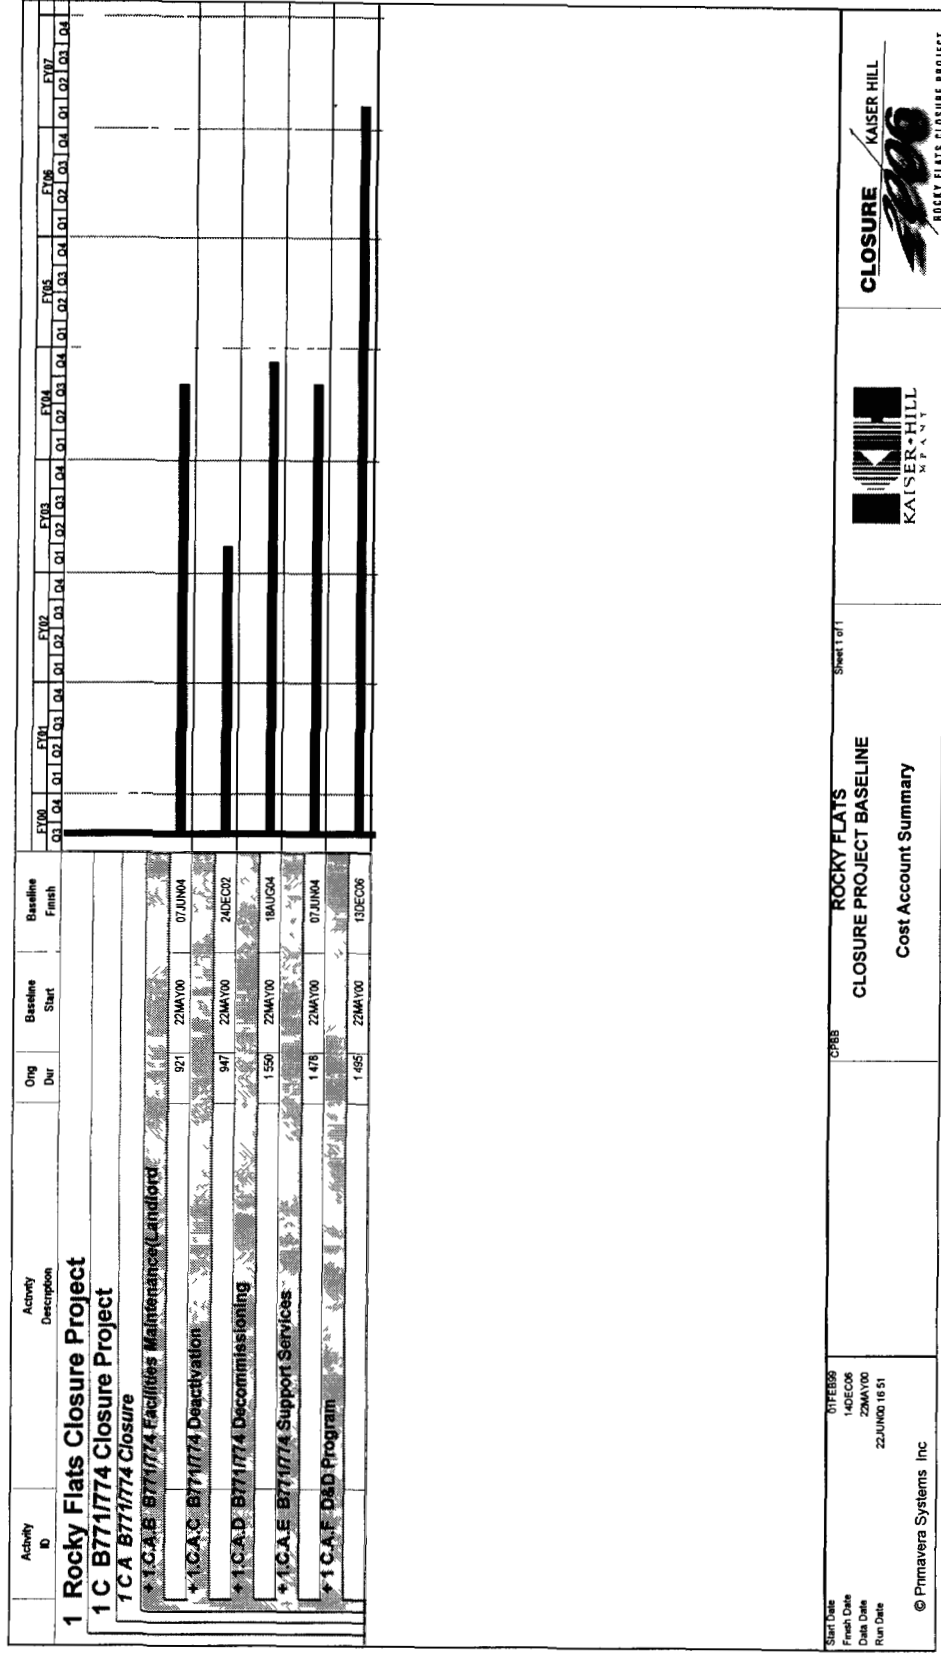 Activity ID Activity Description Orig Dur Baseline Start Baseline Finish
FY00 FY01 FY02 FY03 FY04 FY05 FY06 FY07
Q3 Q4 Q1 Q2 Q3 Q4 Q1 Q2 Q3 Q4 Q1 Q2 Q3 Q4 Q1 Q2 Q3 Q4 Q1 Q2 Q3 Q4 Q1 Q2 Q3 Q4 Q1 Q2 Q3 Q4
1 Rocky Flats Closure Project
1 C B771/774 Closure Project
1 C A B771/774 Closure
+ 1.C.A.B B771/774 Facilities Maintenance(Landlord
921 22MAY00 07JUN04
+ 1.C.A.C B771/774 Deactivation
947 22MAY00 24DEC02
+ 1.C.A.D B771/774 Decommissioning
1 550 22MAY00 18AUG04
+ 1.C.A.E B771/774 Support Services
1 478 22MAY00 07JUN04
+ 1 C.A.F D&D Program
1 495 22MAY00 13DEC06
Start Date 01FEB99
Finish Date 14DEC06
Data Date 22MAY00
Run Date 22JUN00 16 51
© Primavera Systems Inc
CPBB
ROCKY FLATS
CLOSURE PROJECT BASELINE
Cost Account Summary
Sheet 1 of 1
KAISER•HILL
M P A N Y
CLOSURE KAISER HILL
2006
ROCKY FLATS CLOSURE PROJECT